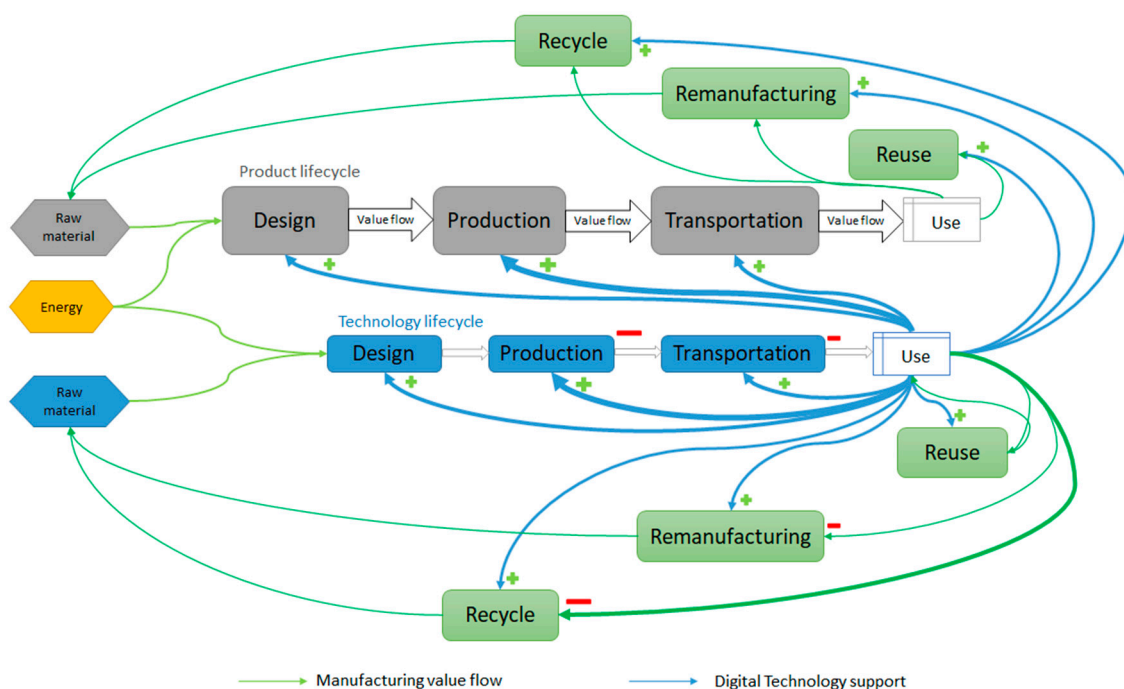 Recycle
+
Remanufacturing
+
Reuse
+
Product lifecycle
Raw
material
Design
Value flow
Production
Value flow
Transportation
Value flow
Use
+
+
+
Energy
Technology lifecycle
Design
Production
Transportation
Use
+
+
+
Raw
material
+
Reuse
+
Remanufacturing
+
Recycle
Manufacturing value flow
Digital Technology support